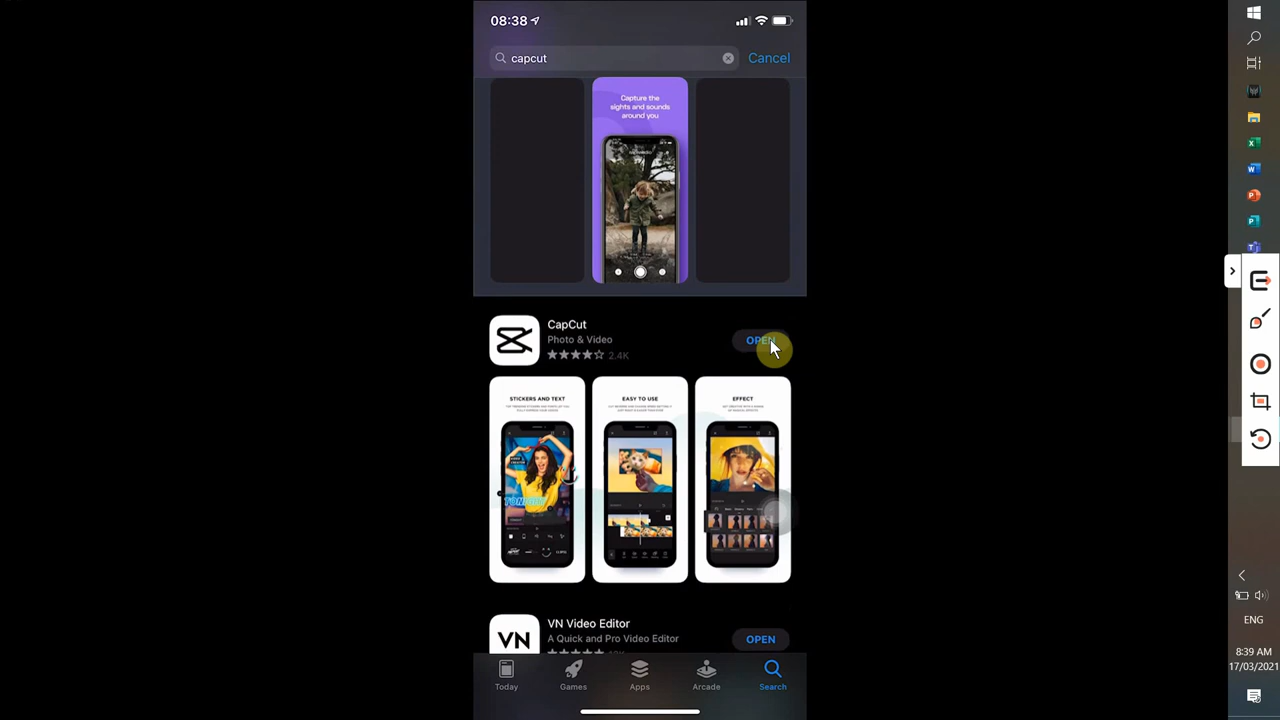 08:38
capcut
Cancel
Capture the
sights and sounds
around you
CapCut
Photo & Video
2.4K
OPEN
STICKERS AND TEXT
EASY TO USE
EFFECT
VN
VN Video Editor
A Quick and Pro Video Editor
OPEN
Today
Games
Apps
Arcade
Search
ENG
8:39 AM
17/03/2021